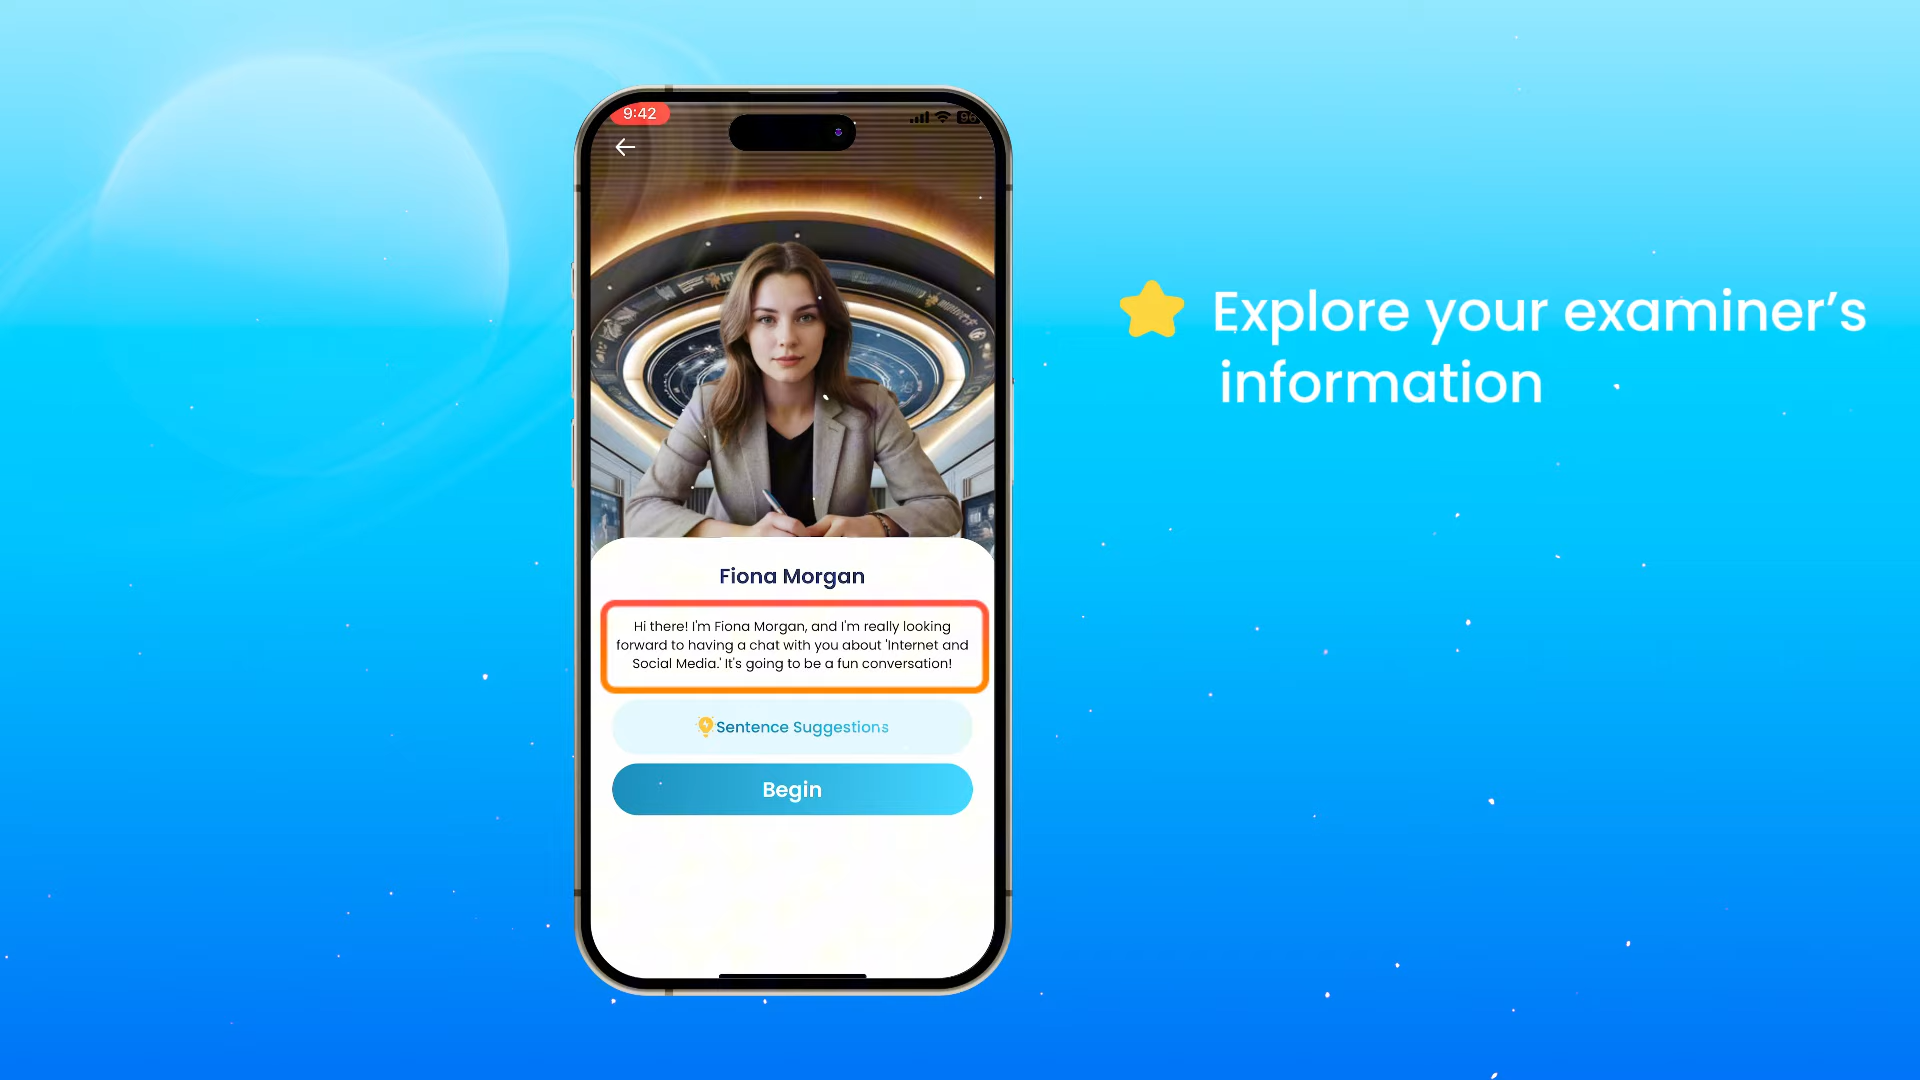 9:42
96
Explore your examiner’s
information
Fiona Morgan
Hi there! I'm Fiona Morgan, and I'm really looking
forward to having a chat with you about 'Internet and
Social Media.' It's going to be a fun conversation!
Sentence Suggestions
Begin